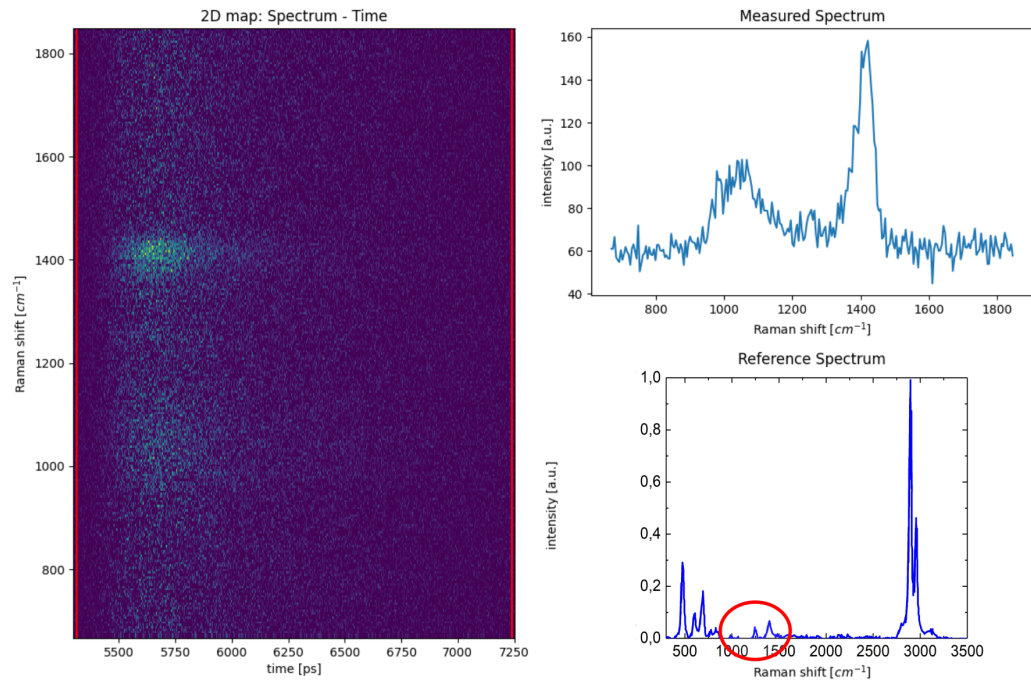 2D map: Spectrum - Time
Raman shift [cm⁻¹]
1800
1600
1400
1200
1000
800
5500 5750 6000 6250 6500 6750 7000 7250
time [ps]
Measured Spectrum
intensity [a.u.]
160
140
120
100
80
60
40
800 1000 1200 1400 1600 1800
Raman shift [cm⁻¹]
Reference Spectrum
intensity [a.u.]
1,0
0,8
0,6
0,4
0,2
0,0
500 1000 1500 2000 2500 3000 3500
Raman shift [cm⁻¹]